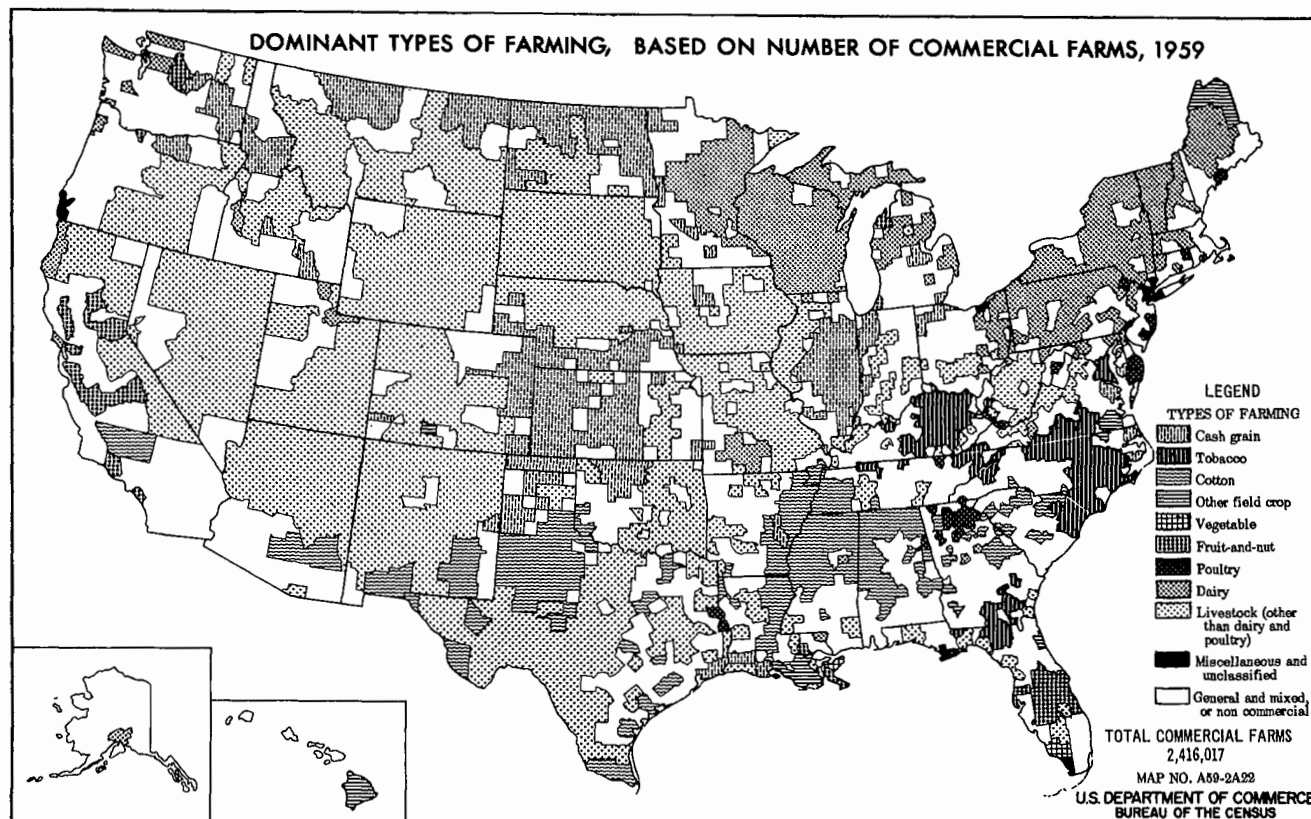 DOMINANT TYPES OF FARMING, BASED ON NUMBER OF COMMERCIAL FARMS, 1959
LEGEND
TYPES OF FARMING
Cash grain
Tobacco
Cotton
Other field crop
Vegetable
Fruit-and-nut
Poultry
Dairy
Livestock (other
than dairy and
poultry)
Miscellaneous and
unclassified
General and mixed,
or non commercial
TOTAL COMMERCIAL FARMS
2,416,017
MAP NO. A59-2A22
U.S. DEPARTMENT OF COMMERCE
BUREAU OF THE CENSUS